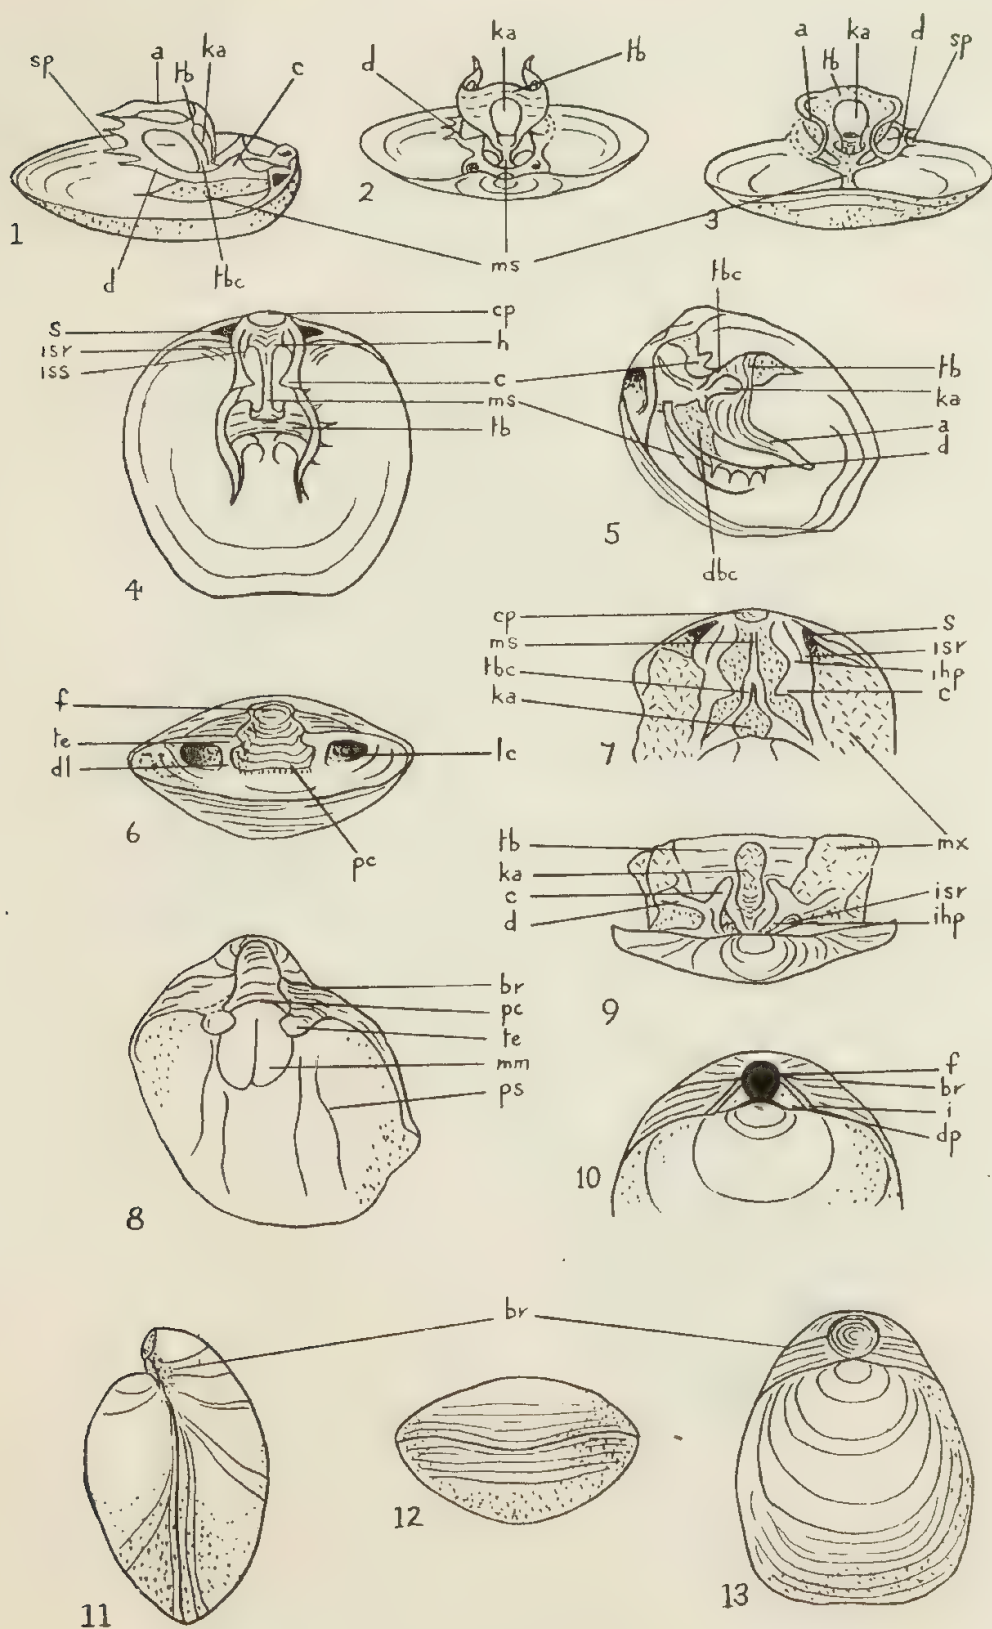 sp a tb ka c
1
d tbc
d ka tb
2
a tb ka d sp
3
ms
s
isr
iss
cp
h
c
ms
tb
4
tbc
tb
ka
a
d
5
dbc
f
te
dl
lc
6
pc
cp
ms
tbc
ka
s
isr
ihp
c
7
mx
tb
ka
c
d
isr
ihp
9
br
pc
te
mm
ps
8
f
br
i
dp
10
br
11
12
13